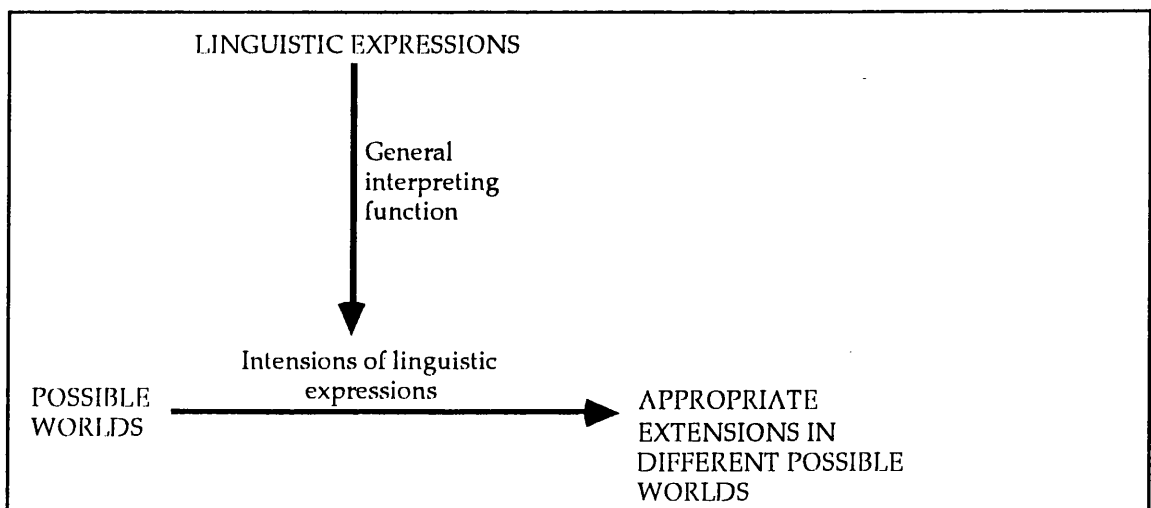 LINGUISTIC EXPRESSIONS
General
interpreting
function
Intensions of linguistic
expressions
POSSIBLE
WORLDS
APPROPRIATE
EXTENSIONS IN
DIFFERENT POSSIBLE
WORLDS